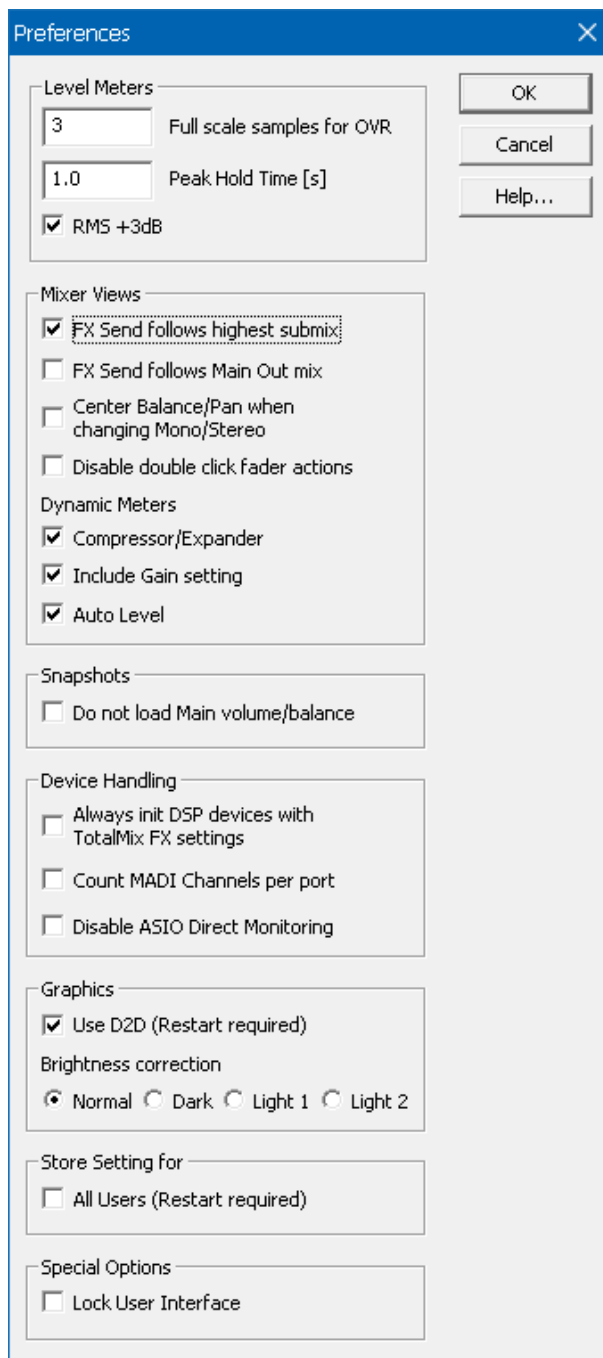 Preferences
Level Meters
3 Full scale samples for OVR
1.0 Peak Hold Time [s]
RMS +3dB
OK
Cancel
Help...
Mixer Views
FX Send follows highest submix
FX Send follows Main Out mix
Center Balance/Pan when
changing Mono/Stereo
Disable double click fader actions
Dynamic Meters
Compressor/Expander
Include Gain setting
Auto Level
Snapshots
Do not load Main volume/balance
Device Handling
Always init DSP devices with
TotalMix FX settings
Count MADI Channels per port
Disable ASIO Direct Monitoring
Graphics
Use D2D (Restart required)
Brightness correction
Normal Dark Light 1 Light 2
Store Setting for
All Users (Restart required)
Special Options
Lock User Interface